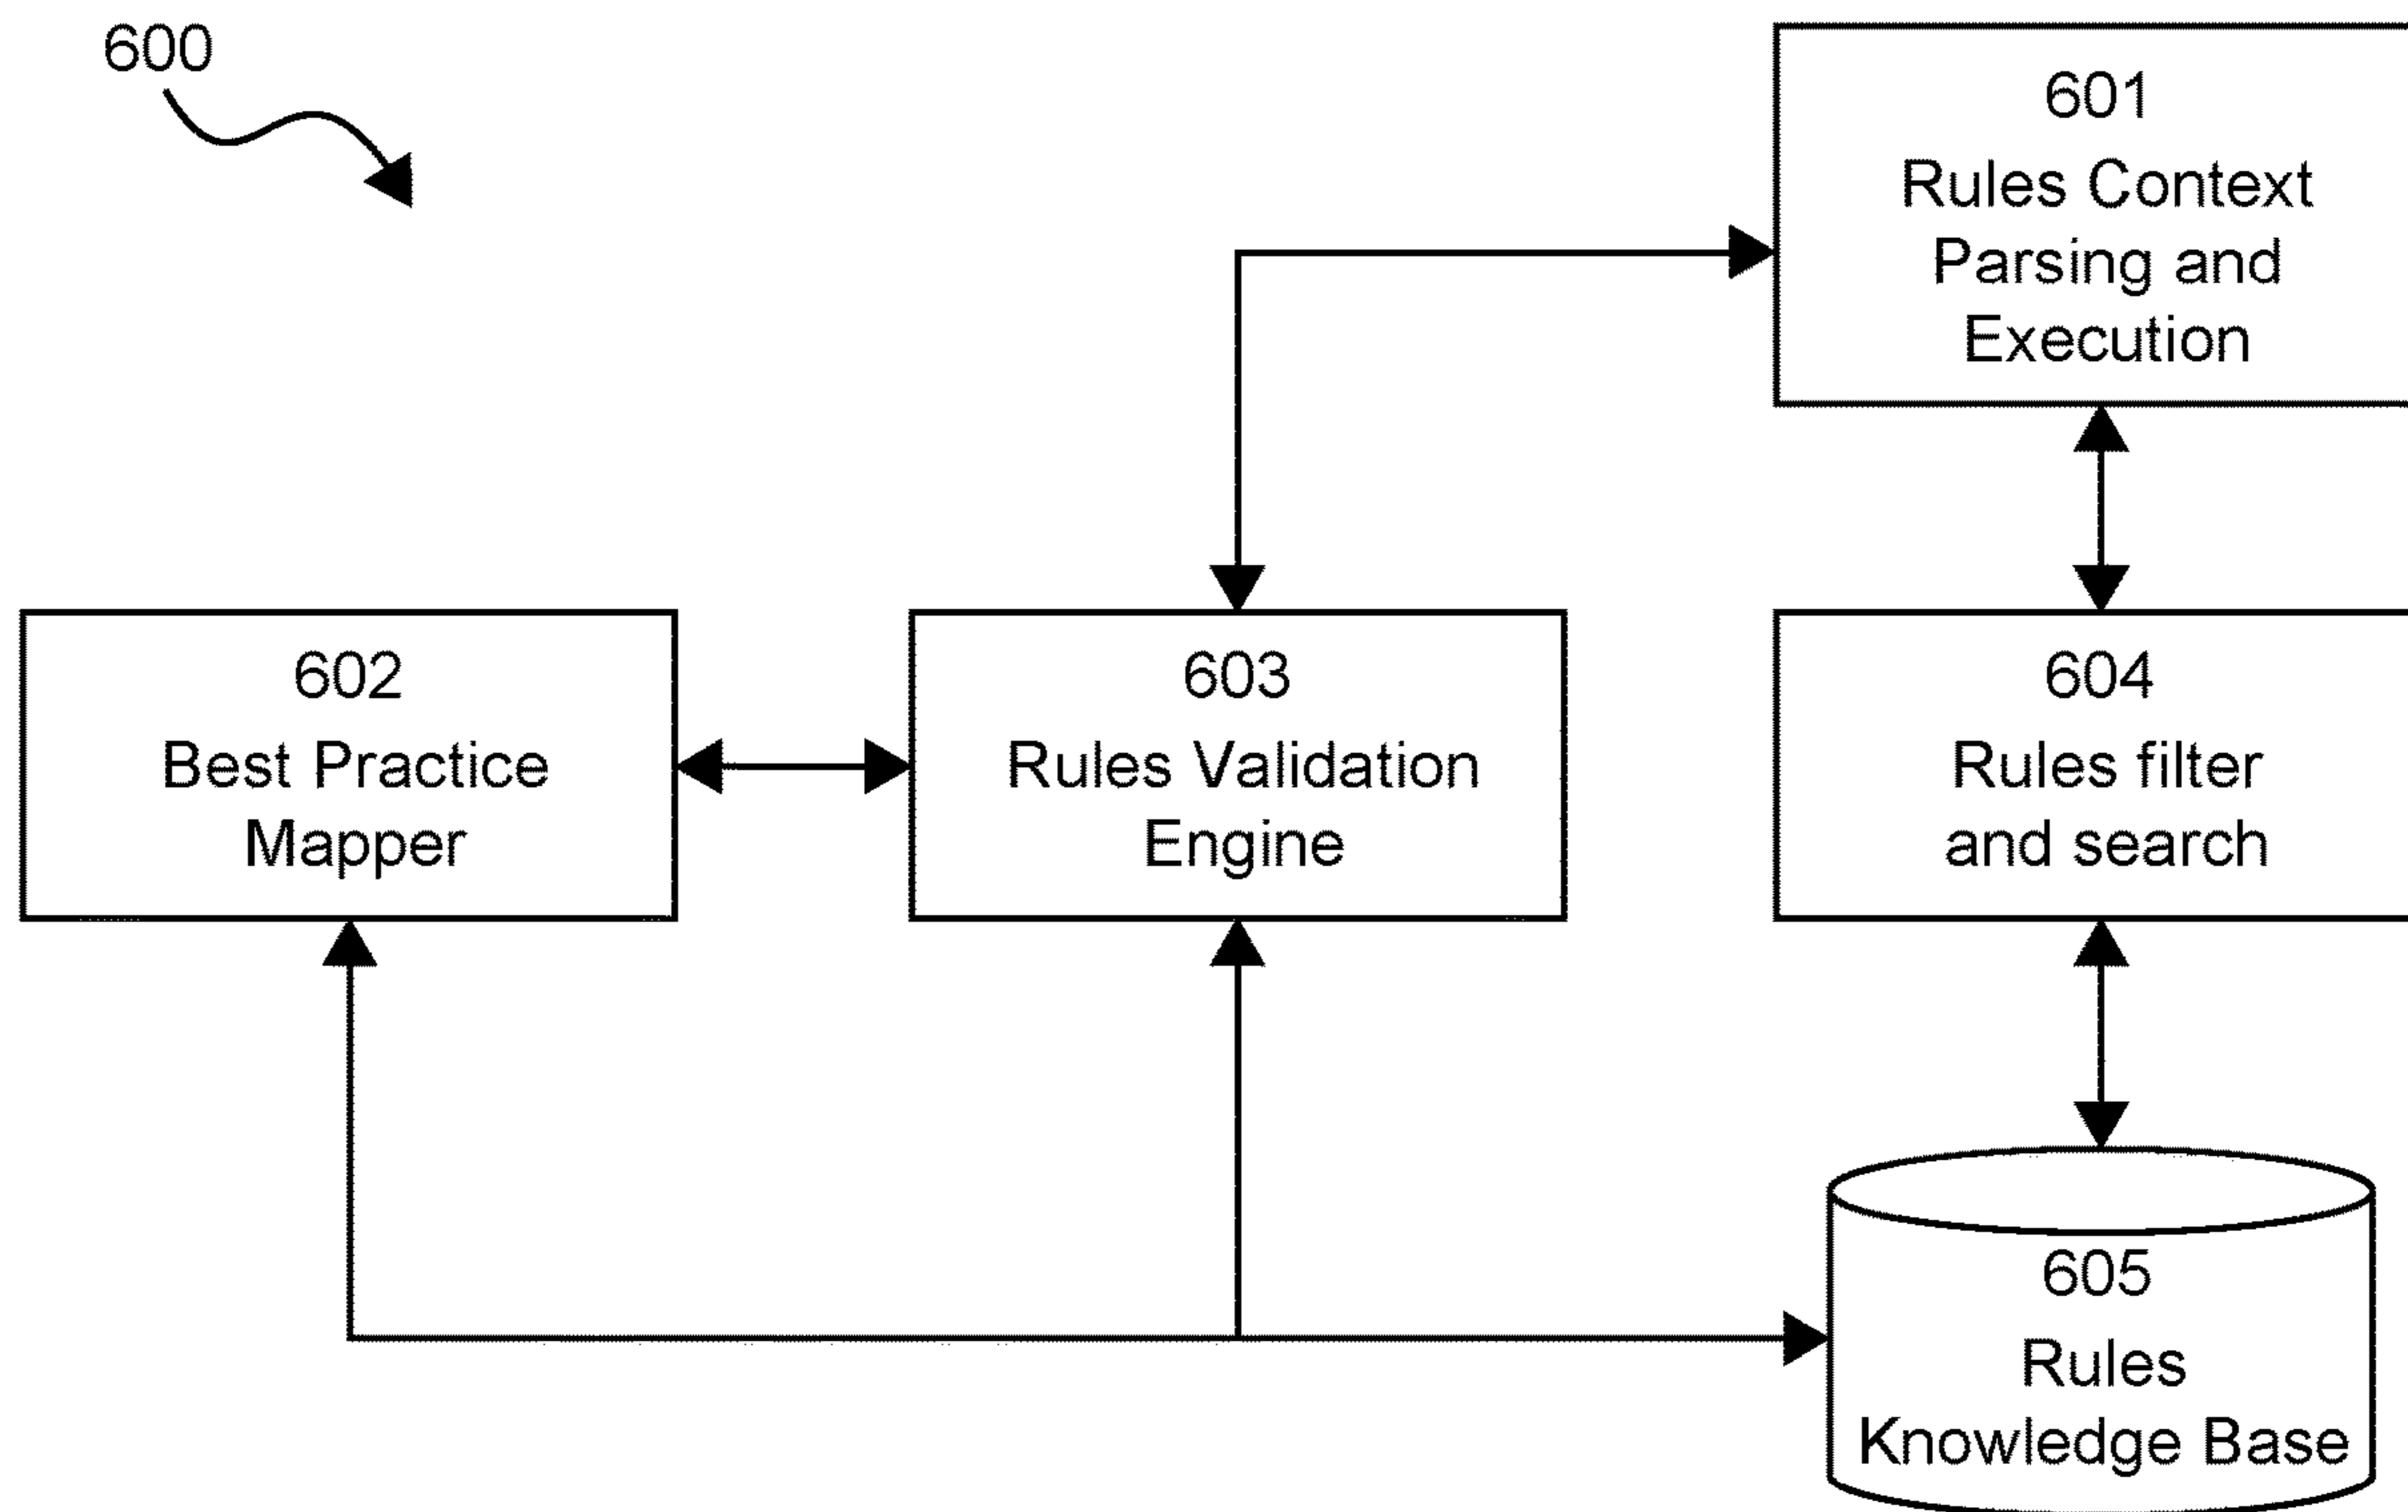 600
601
Rules Context
Parsing and
Execution
602
Best Practice
Mapper
603
Rules Validation
Engine
604
Rules filter
and search
605
Rules
Knowledge Base